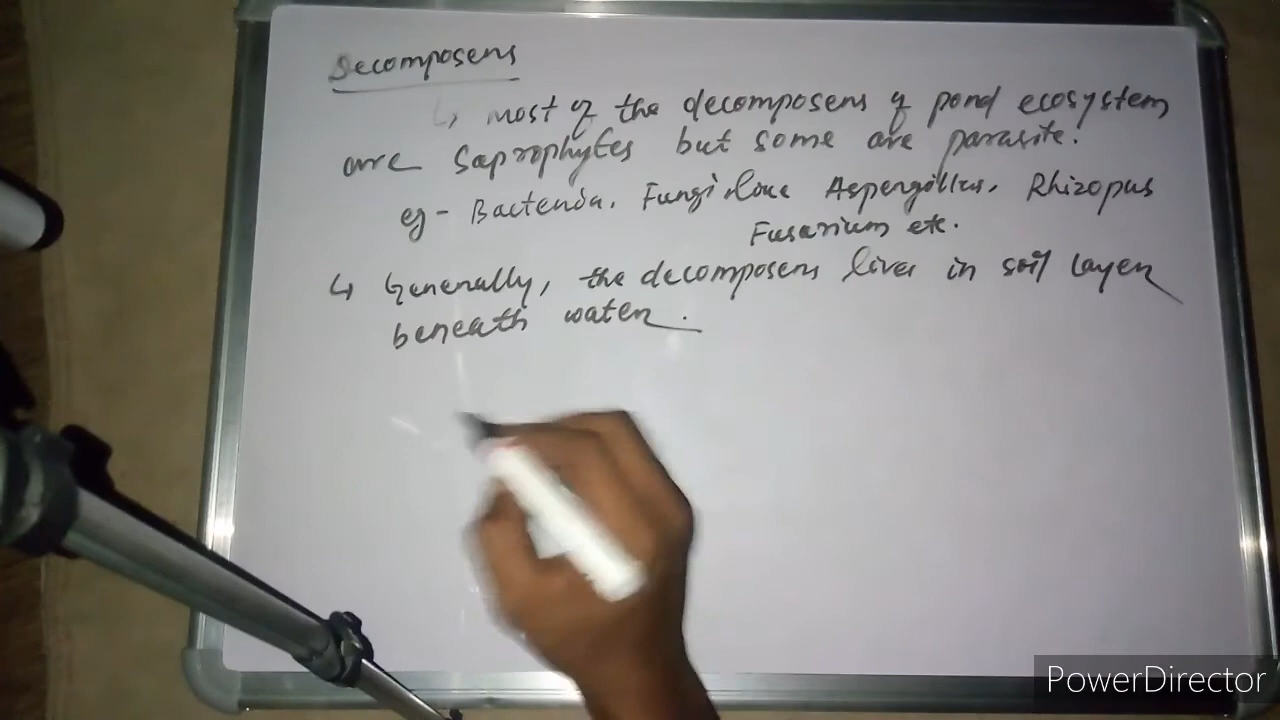 Decomposers
↳ most of the decomposers of pond ecosystem
are Saprophytes but some are parasite.
eg - Bacteria, Fungi like Aspergillus, Rhizopus
Fusarium etc.
↳ Generally, the decomposers lives in soil layer
beneath water.
PowerDirector